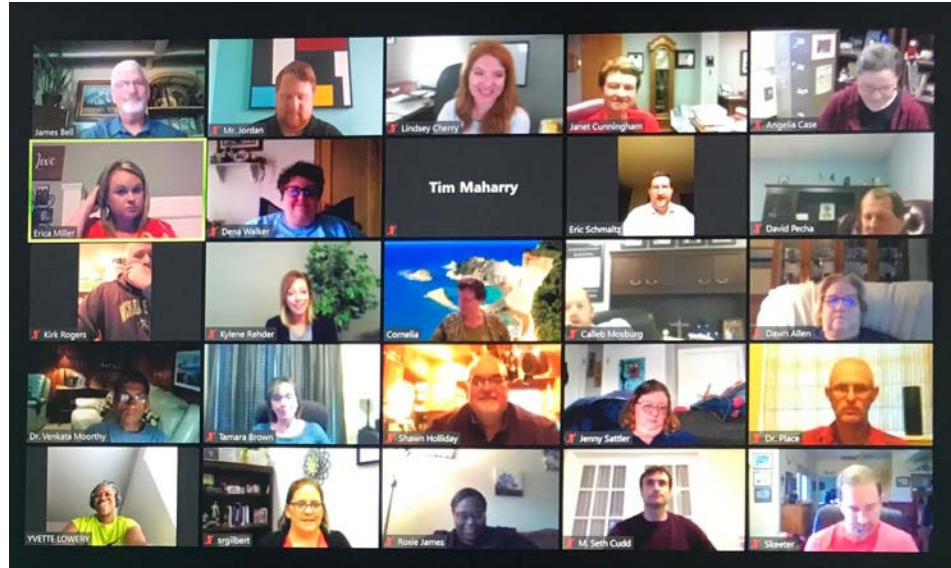 James Bell
Mr. Jordan
Lindsey Cherry
Janet Cunningham
Angelia Case
Love
Erica Miller
Dena Walker
Tim Maharry
Eric Schmaltz
David Pecha
Kirk Rogers
Kylene Rehder
Cornelia
Calleb Mosburg
Dawn Allen
Dr. Venkata Moorthy
Tamara Brown
Shawn Holliday
Jenny Sattler
Dr. Place
YVETTE LOWERY
srgilbert
Roxie James
M. Seth Cudd
Skeeter